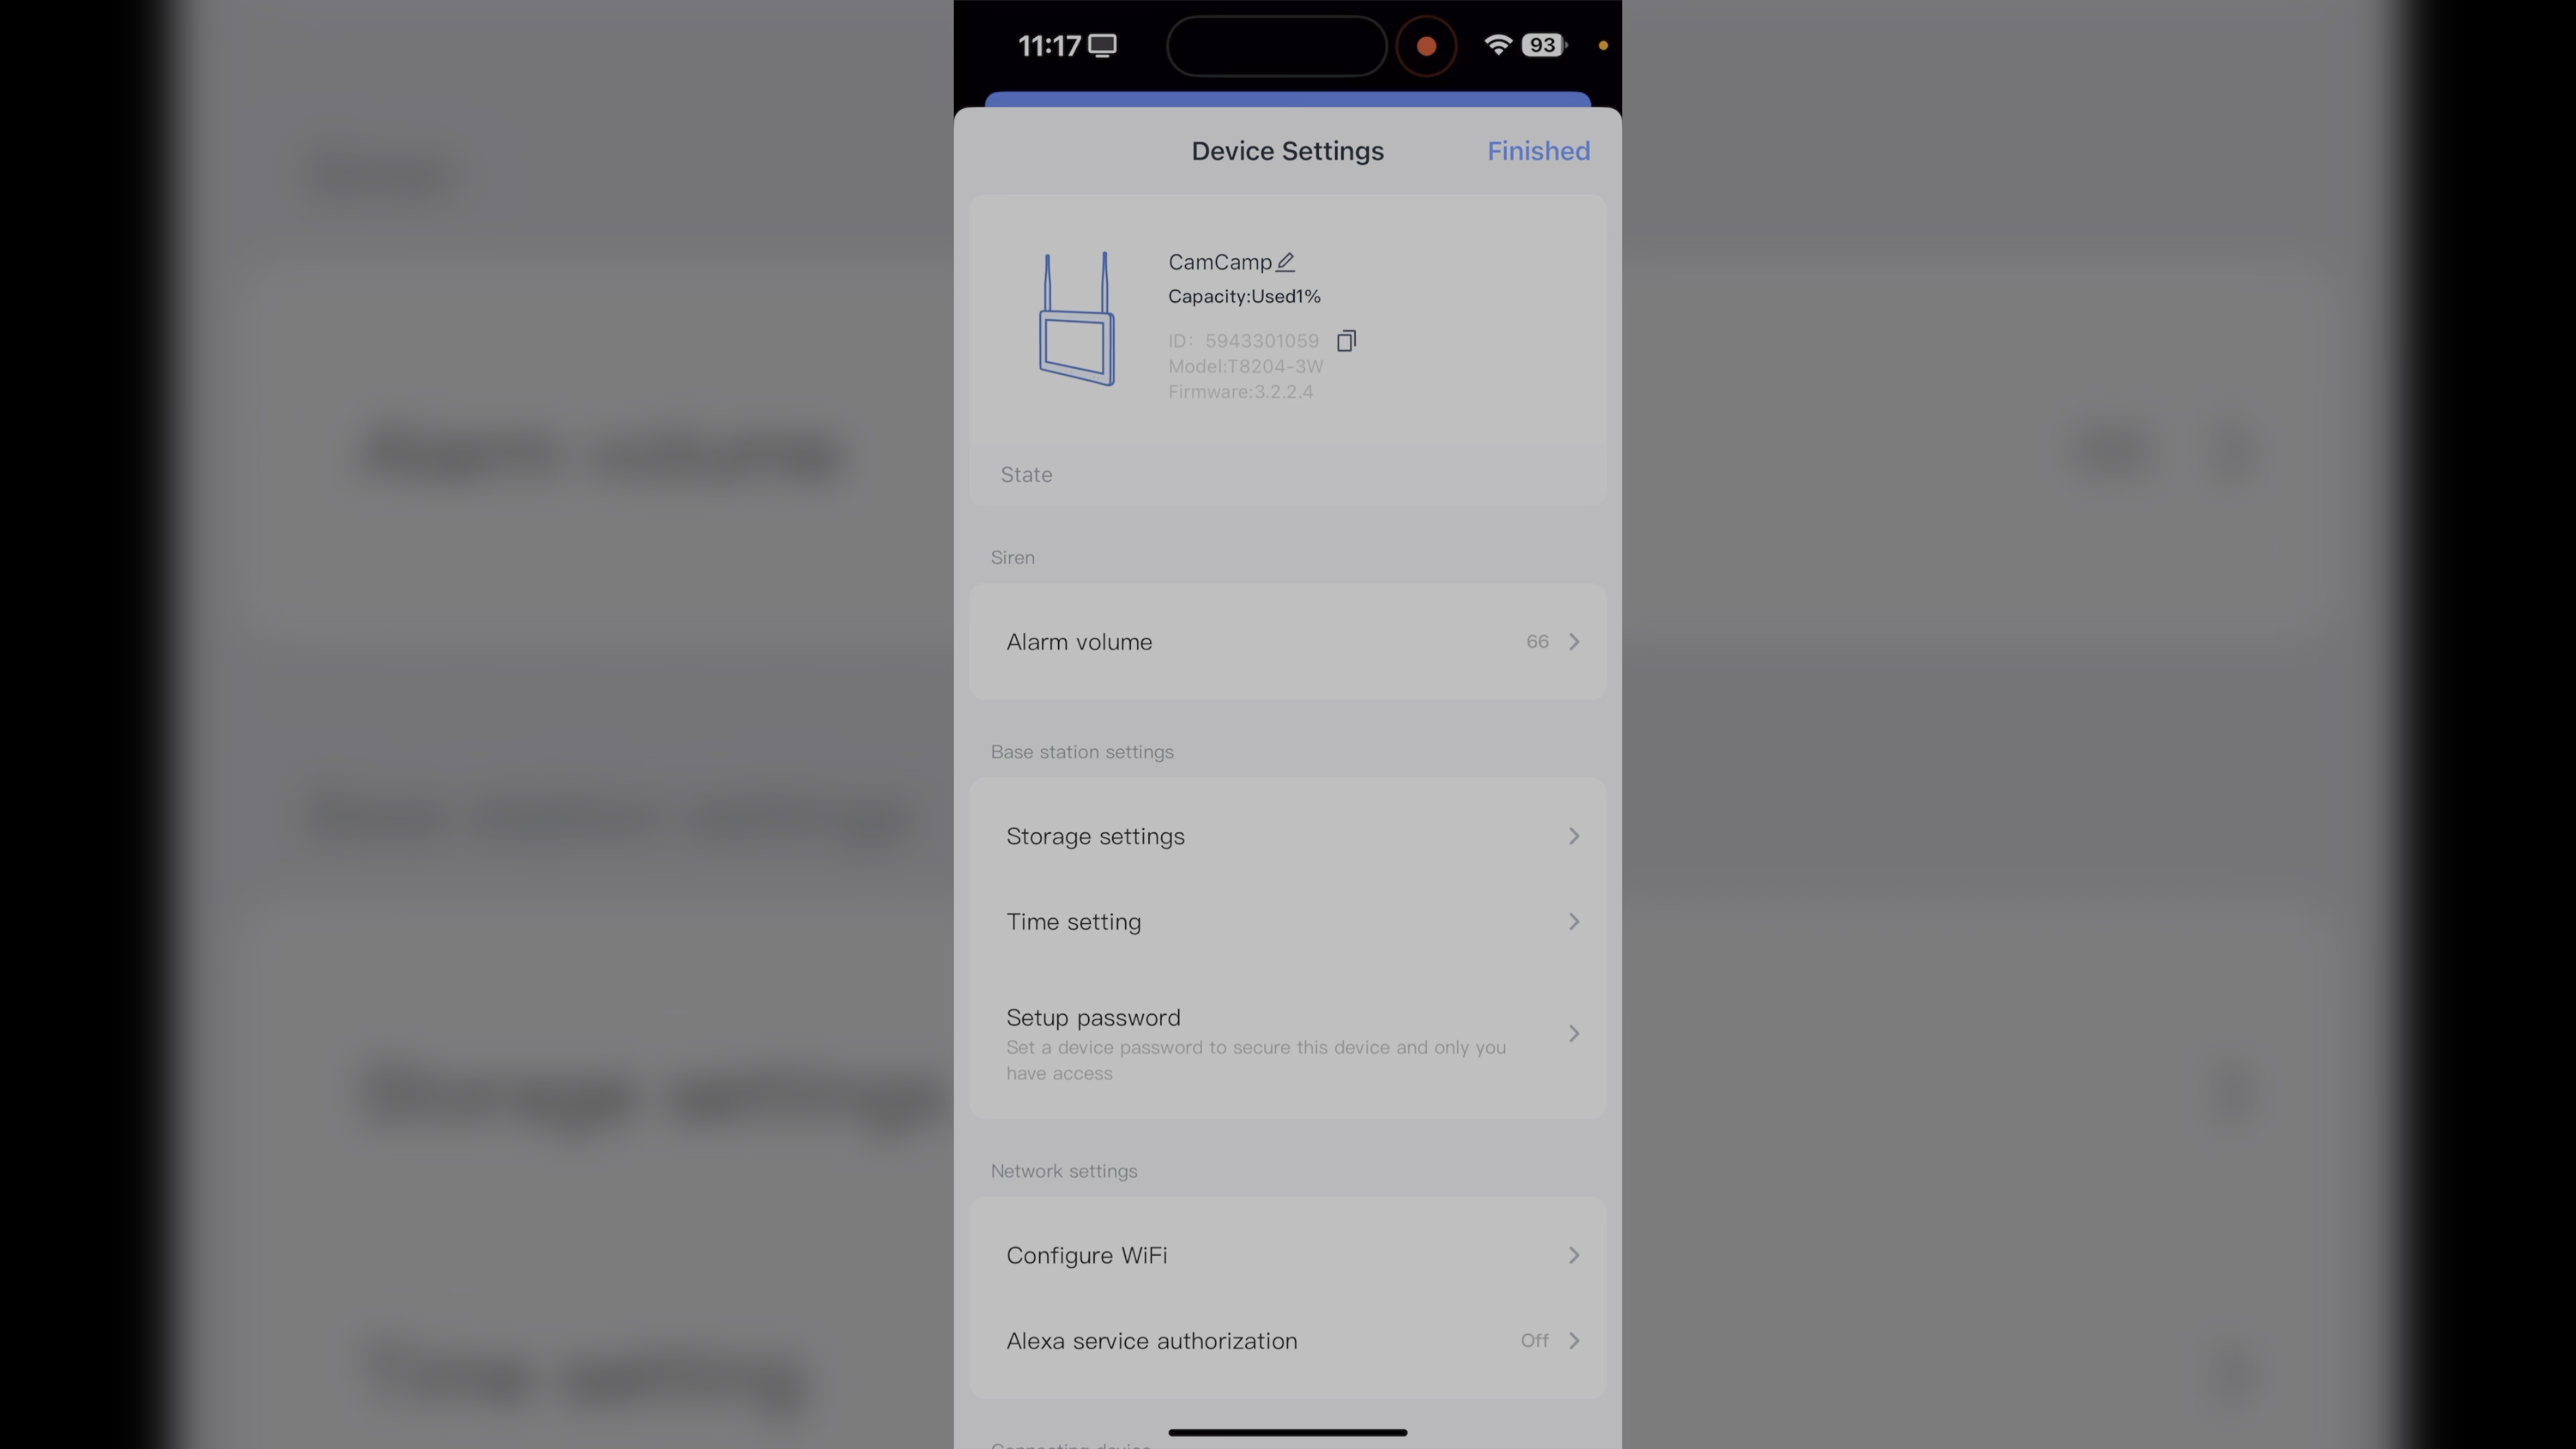 11:17
93
Device Settings
Finished
CamCamp
Capacity:Used1%
ID: 5943301059
Model:T8204-3W
Firmware:3.2.2.4
State
Siren
Alarm volume
66
Base station settings
Storage settings
Time setting
Setup password
Set a device password to secure this device and only you
have access
Network settings
Configure WiFi
Alexa service authorization
Off